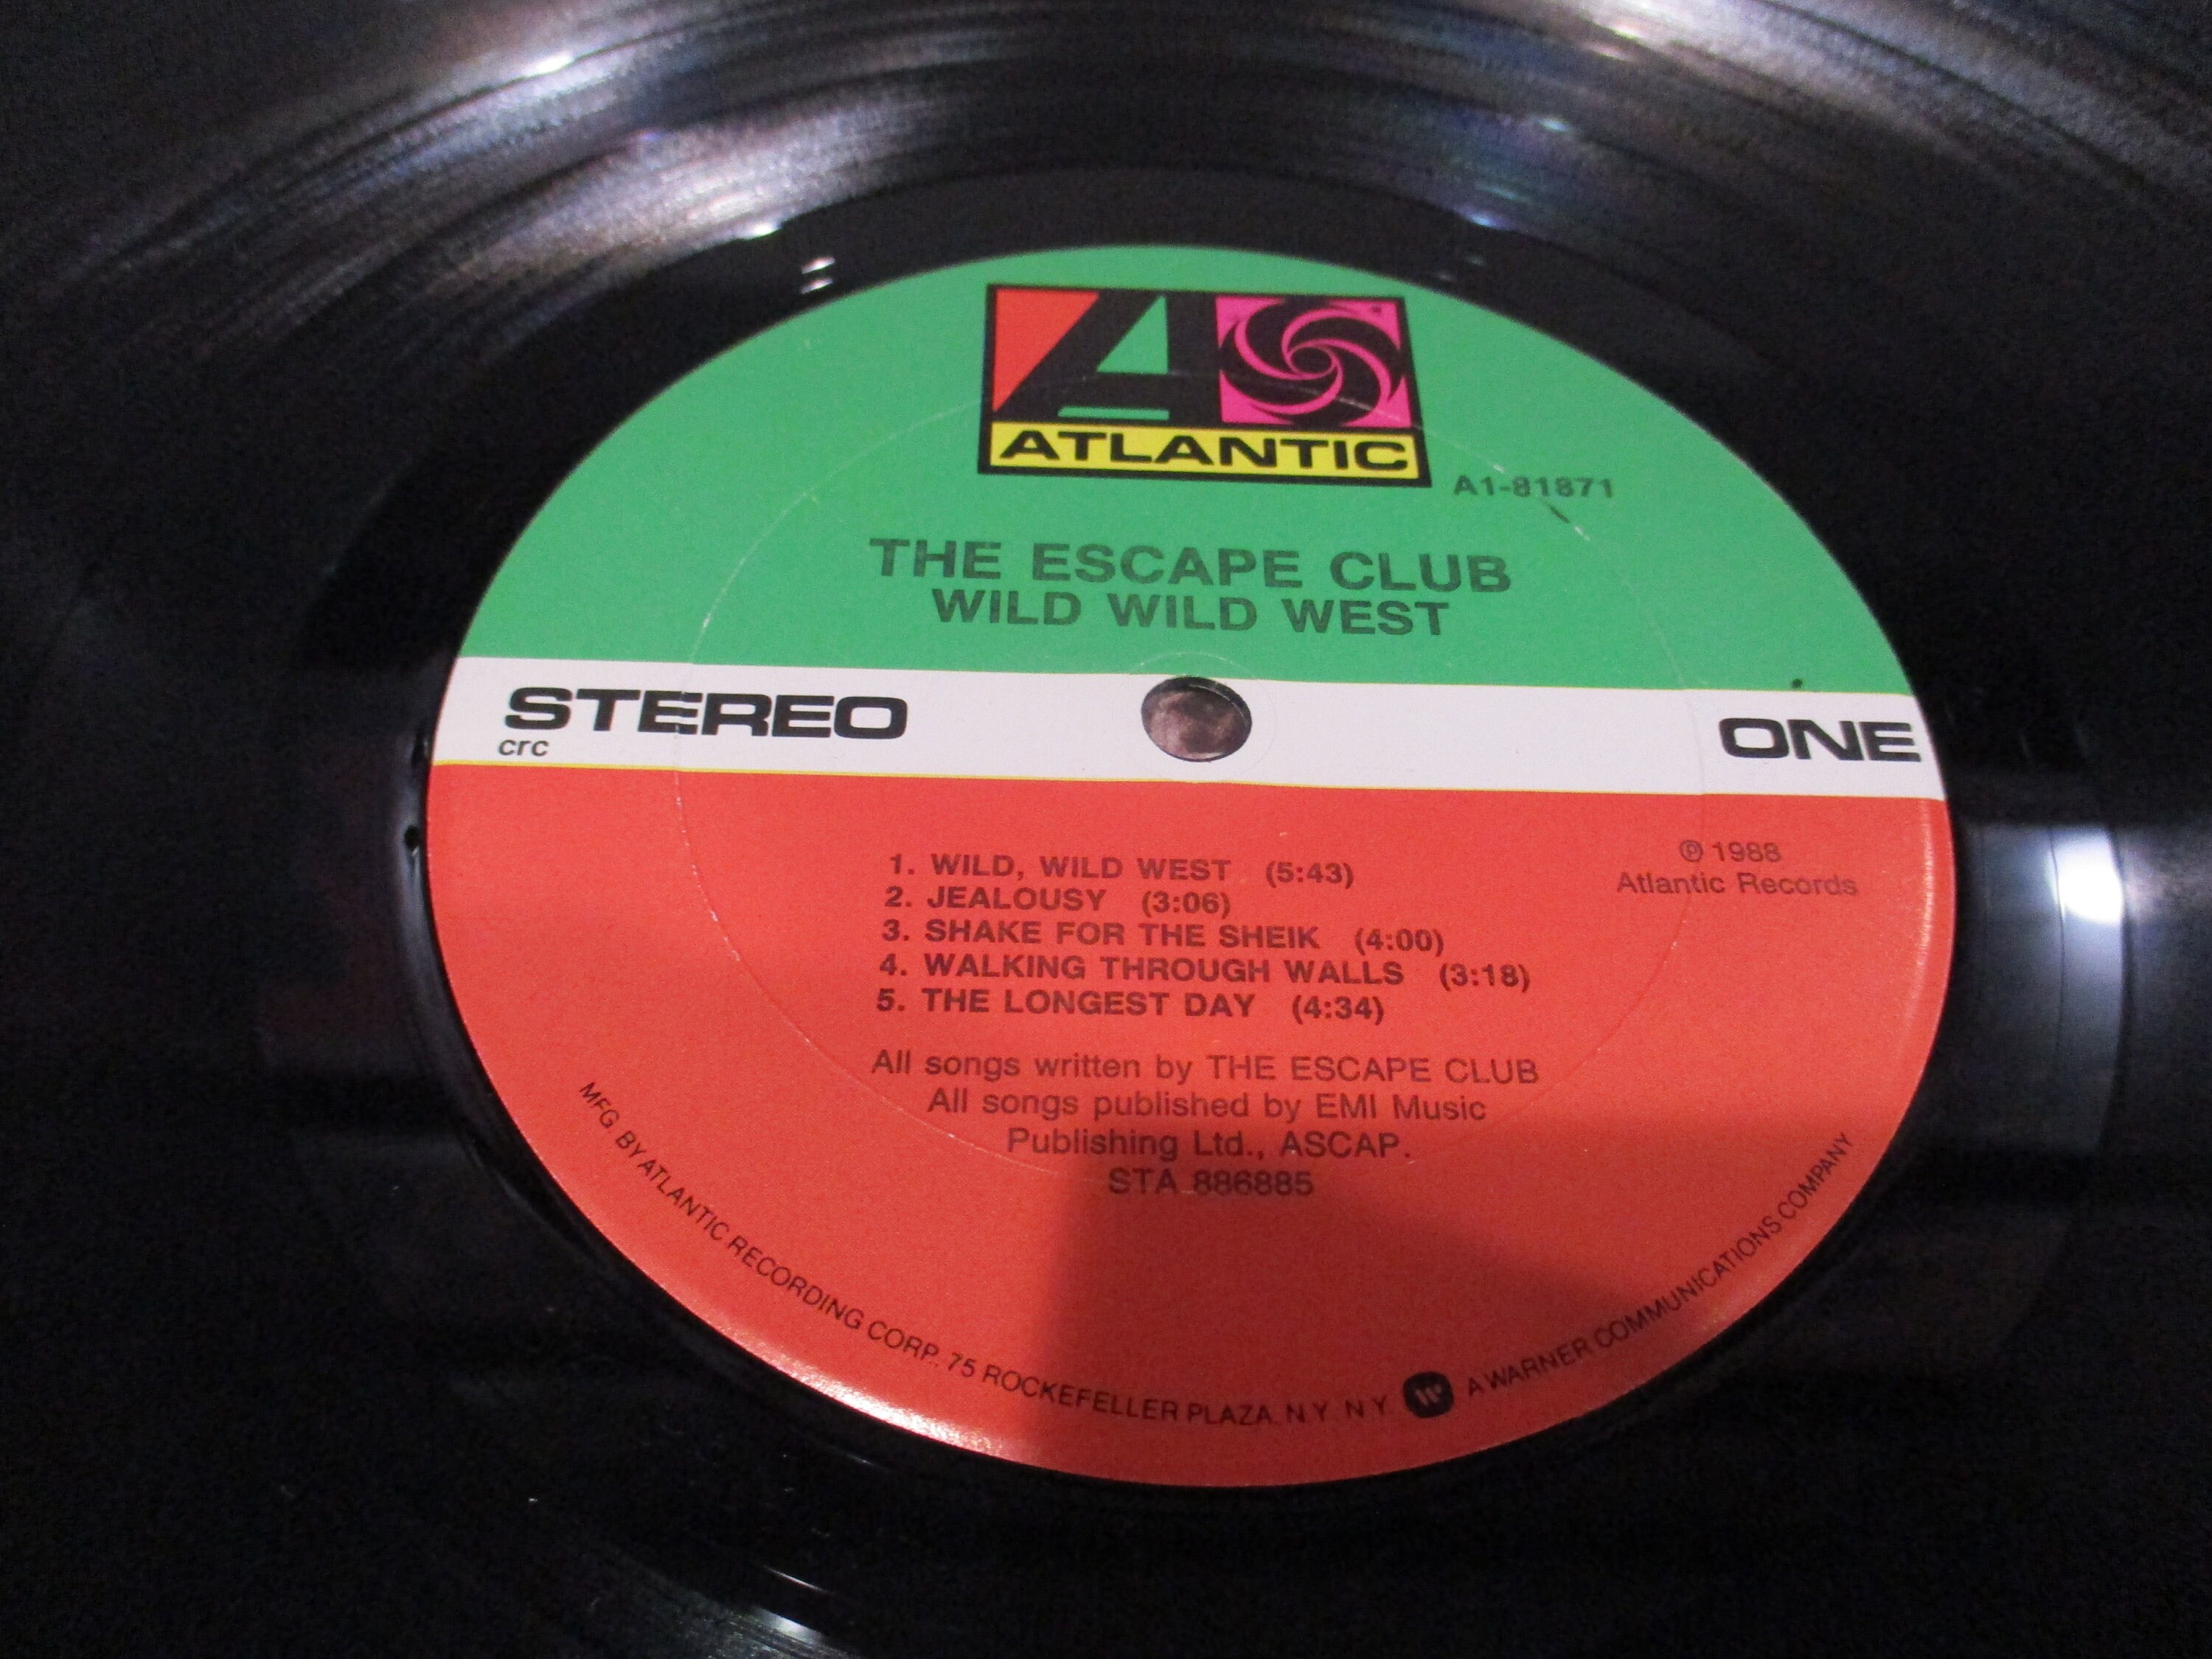 ATLANTIC
A1-81871
THE ESCAPE CLUB
WILD WILD WEST
STEREO
crc
ONE
℗ 1988
Atlantic Records
1. WILD, WILD WEST (5:43)
2. JEALOUSY (3:06)
3. SHAKE FOR THE SHEIK (4:00)
4. WALKING THROUGH WALLS (3:18)
5. THE LONGEST DAY (4:34)
All songs written by THE ESCAPE CLUB
All songs published by EMI Music
Publishing Ltd., ASCAP.
STA 886885
MFG. BY ATLANTIC RECORDING CORP. 75 ROCKEFELLER PLAZA. N.Y. N.Y. A WARNER COMMUNICATIONS COMPANY